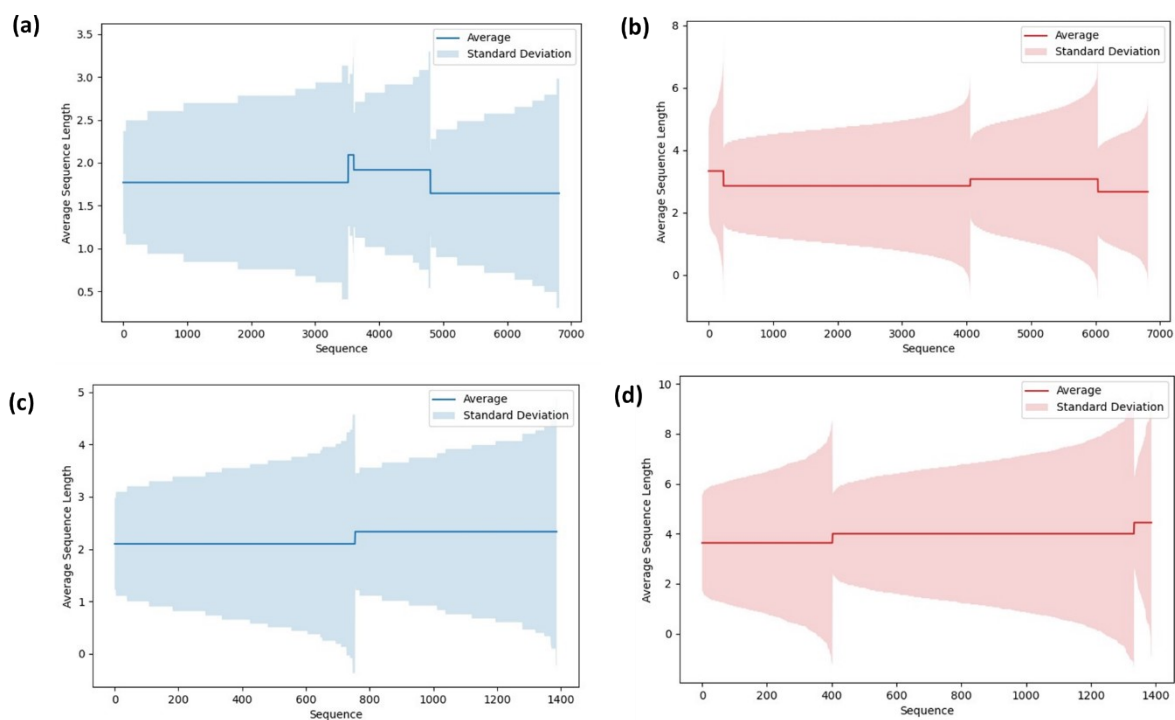 (a)
3.5
3.0
2.5
2.0
1.5
1.0
0.5
Average Sequence Length
0 1000 2000 3000 4000 5000 6000 7000
Sequence
Average
Standard Deviation
(b)
8
6
4
2
0
Average Sequence Length
0 1000 2000 3000 4000 5000 6000 7000
Sequence
Average
Standard Deviation
(c)
5
4
3
2
1
0
Average Sequence Length
0 200 400 600 800 1000 1200 1400
Sequence
Average
Standard Deviation
(d)
10
8
6
4
2
0
Average Sequence Length
0 200 400 600 800 1000 1200 1400
Sequence
Average
Standard Deviation